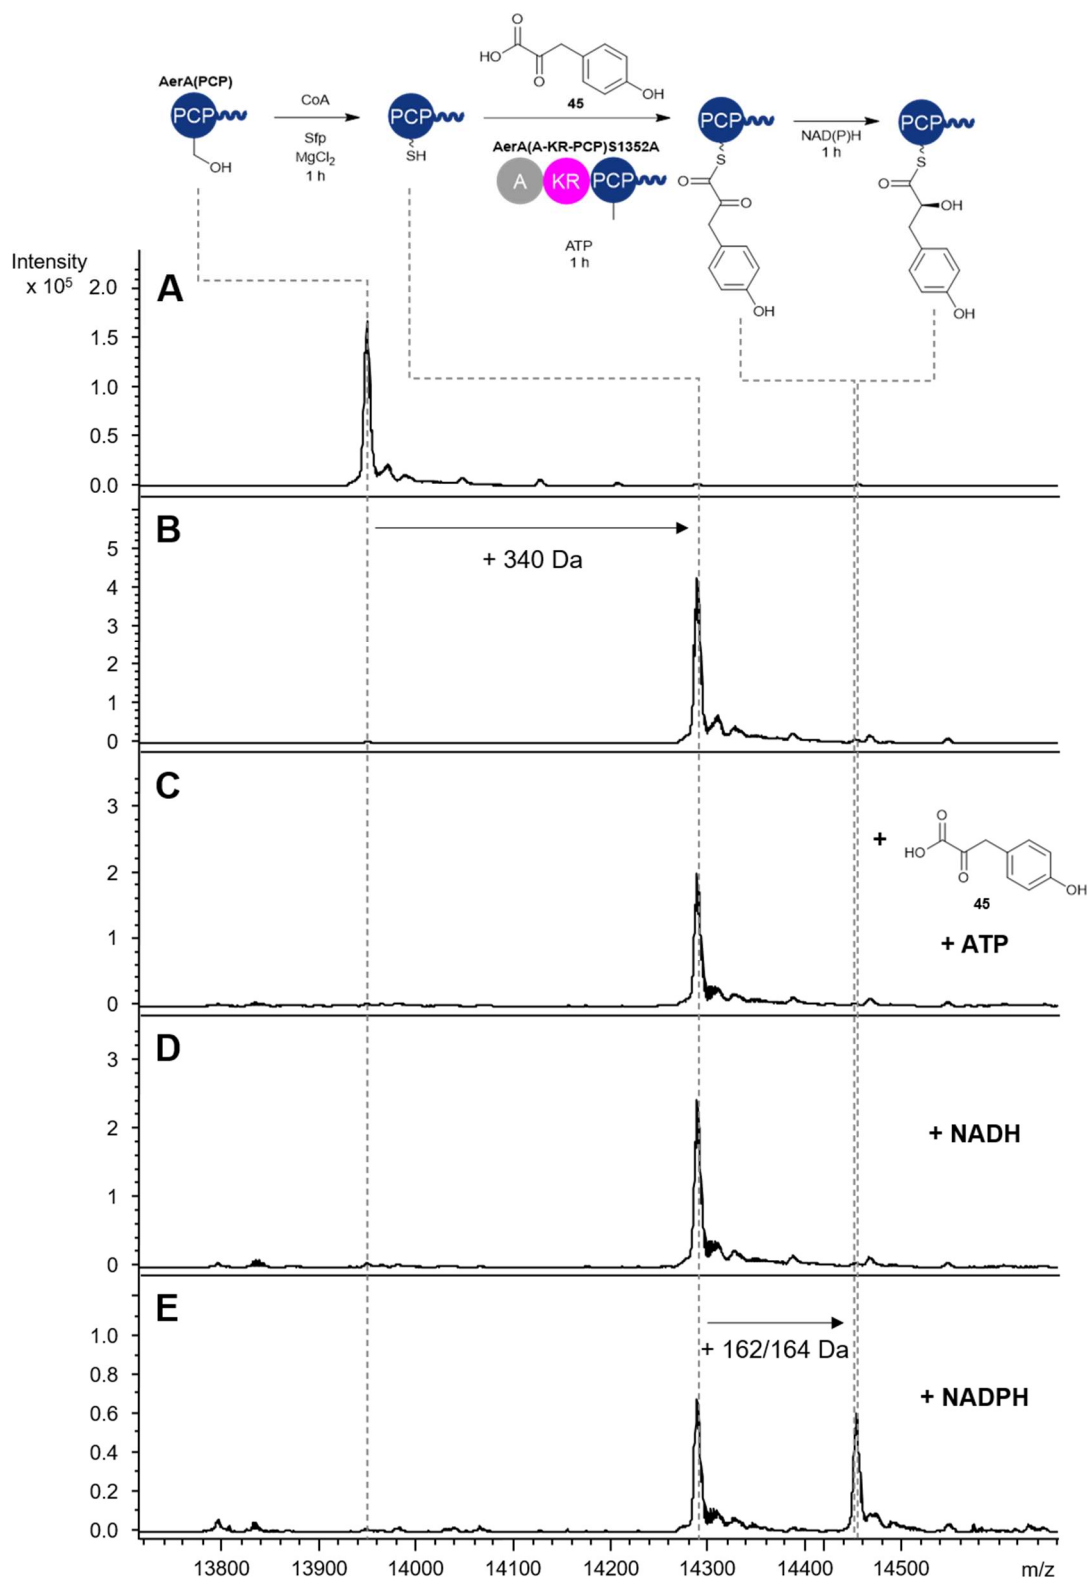 AerA(PCP)
PCP
OH
CoA
Sfp
MgCl2
1 h
PCP
SH
O
HO
O
OH
45
AerA(A-KR-PCP)S1352A
A KR PCP
ATP
1 h
PCP
S
O
O
OH
NAD(P)H
1 h
PCP
S
O
OH
OH
Intensity
x 10⁵
A
2.0
1.5
1.0
0.5
0.0
B
5
4
3
2
1
0
+ 340 Da
C
3
2
1
0
+
O
HO
O
OH
45
+ ATP
D
3
2
1
0
+ NADH
E
1.0
0.8
0.6
0.4
0.2
0.0
+ 162/164 Da
+ NADPH
13800 13900 14000 14100 14200 14300 14400 14500 m/z